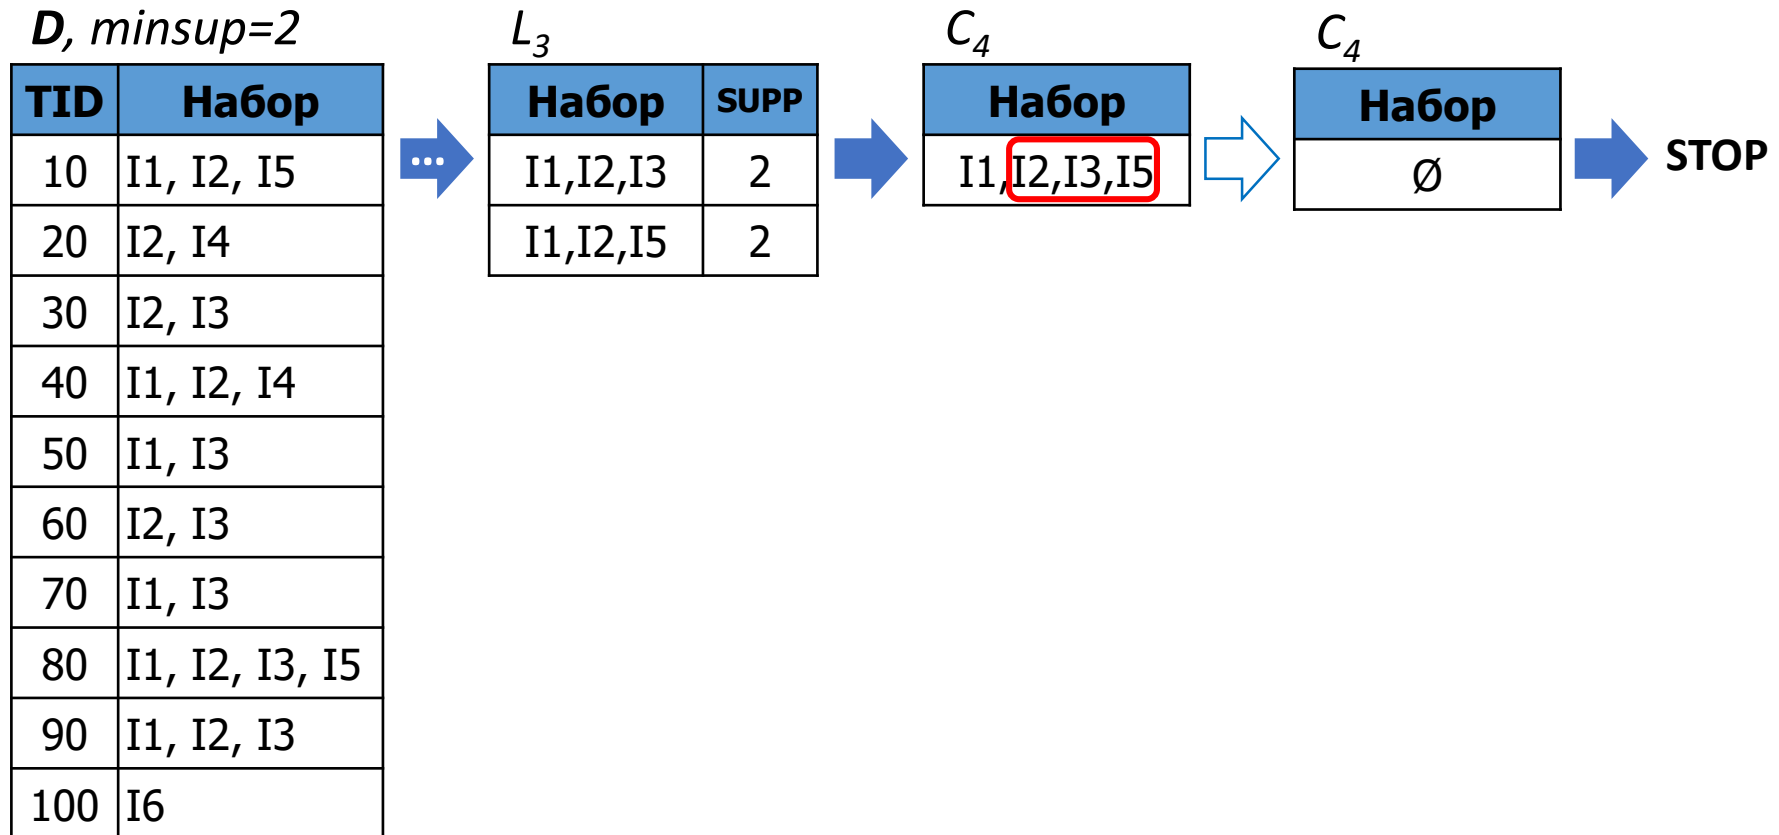 D, minsup=2
TID Набор
10 I1, I2, I5
20 I2, I4
30 I2, I3
40 I1, I2, I4
50 I1, I3
60 I2, I3
70 I1, I3
80 I1, I2, I3, I5
90 I1, I2, I3
100 I6
...
L3
Набор SUPP
I1,I2,I3 2
I1,I2,I5 2
C4
Набор
I1,I2,I3,I5
C4
Набор
Ø
STOP